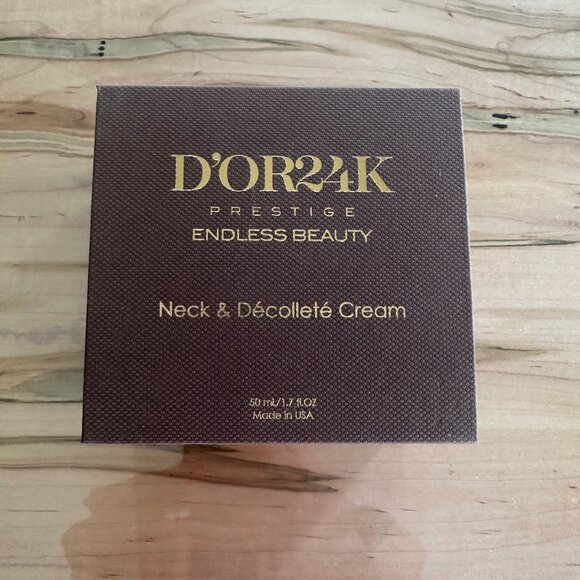 D'OR24K
PRESTIGE
ENDLESS BEAUTY
Neck & Décolleté Cream
50 mL/1.7 fl.OZ
Made in USA